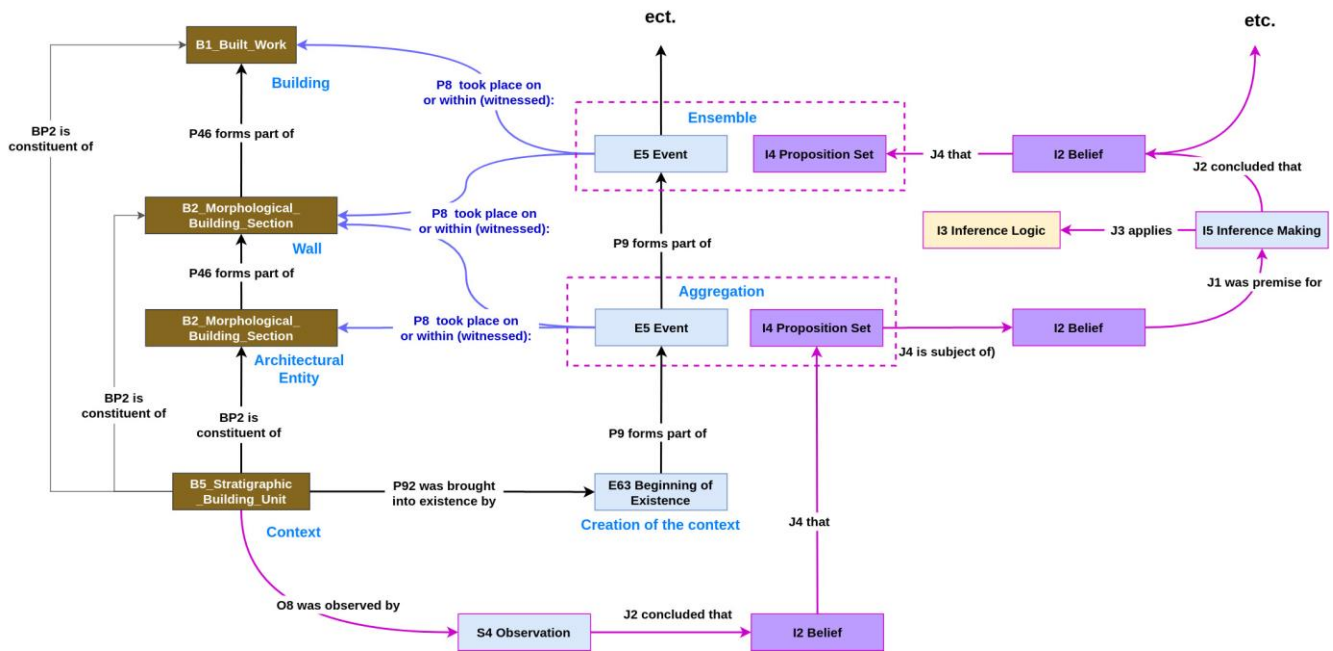 ect.
etc.
B1_Built_Work
Building
P8 took place on
or within (witnessed):
BP2 is
constituent of
P46 forms part of
Ensemble
E5 Event
I4 Proposition Set
J4 that
I2 Belief
J2 concluded that
B2_Morphological_
Building_Section
Wall
P8 took place on
or within (witnessed):
P9 forms part of
I3 Inference Logic
J3 applies
I5 Inference Making
P46 forms part of
Aggregation
J1 was premise for
B2_Morphological_
Building_Section
P8 took place on
or within (witnessed):
E5 Event
I4 Proposition Set
I2 Belief
J4 is subject of)
Architectural
Entity
BP2 is
constituent of
BP2 is
constituent of
P9 forms part of
B5_Stratigraphic
_Building_Unit
P92 was brought
into existence by
E63 Beginning of
Existence
Context
Creation of the context
J4 that
O8 was observed by
S4 Observation
J2 concluded that
I2 Belief